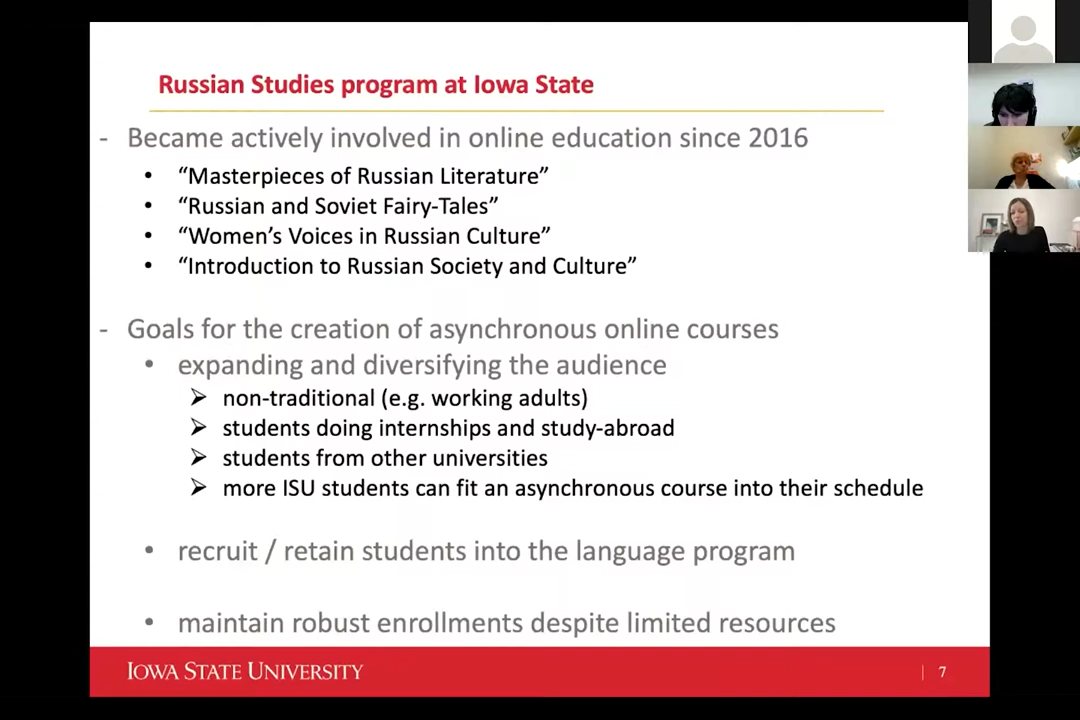 Russian Studies program at Iowa State
- Became actively involved in online education since 2016
• “Masterpieces of Russian Literature”
• “Russian and Soviet Fairy-Tales”
• “Women’s Voices in Russian Culture”
• “Introduction to Russian Society and Culture”
- Goals for the creation of asynchronous online courses
• expanding and diversifying the audience
➢ non-traditional (e.g. working adults)
➢ students doing internships and study-abroad
➢ students from other universities
➢ more ISU students can fit an asynchronous course into their schedule
• recruit / retain students into the language program
• maintain robust enrollments despite limited resources
IOWA STATE UNIVERSITY | 7